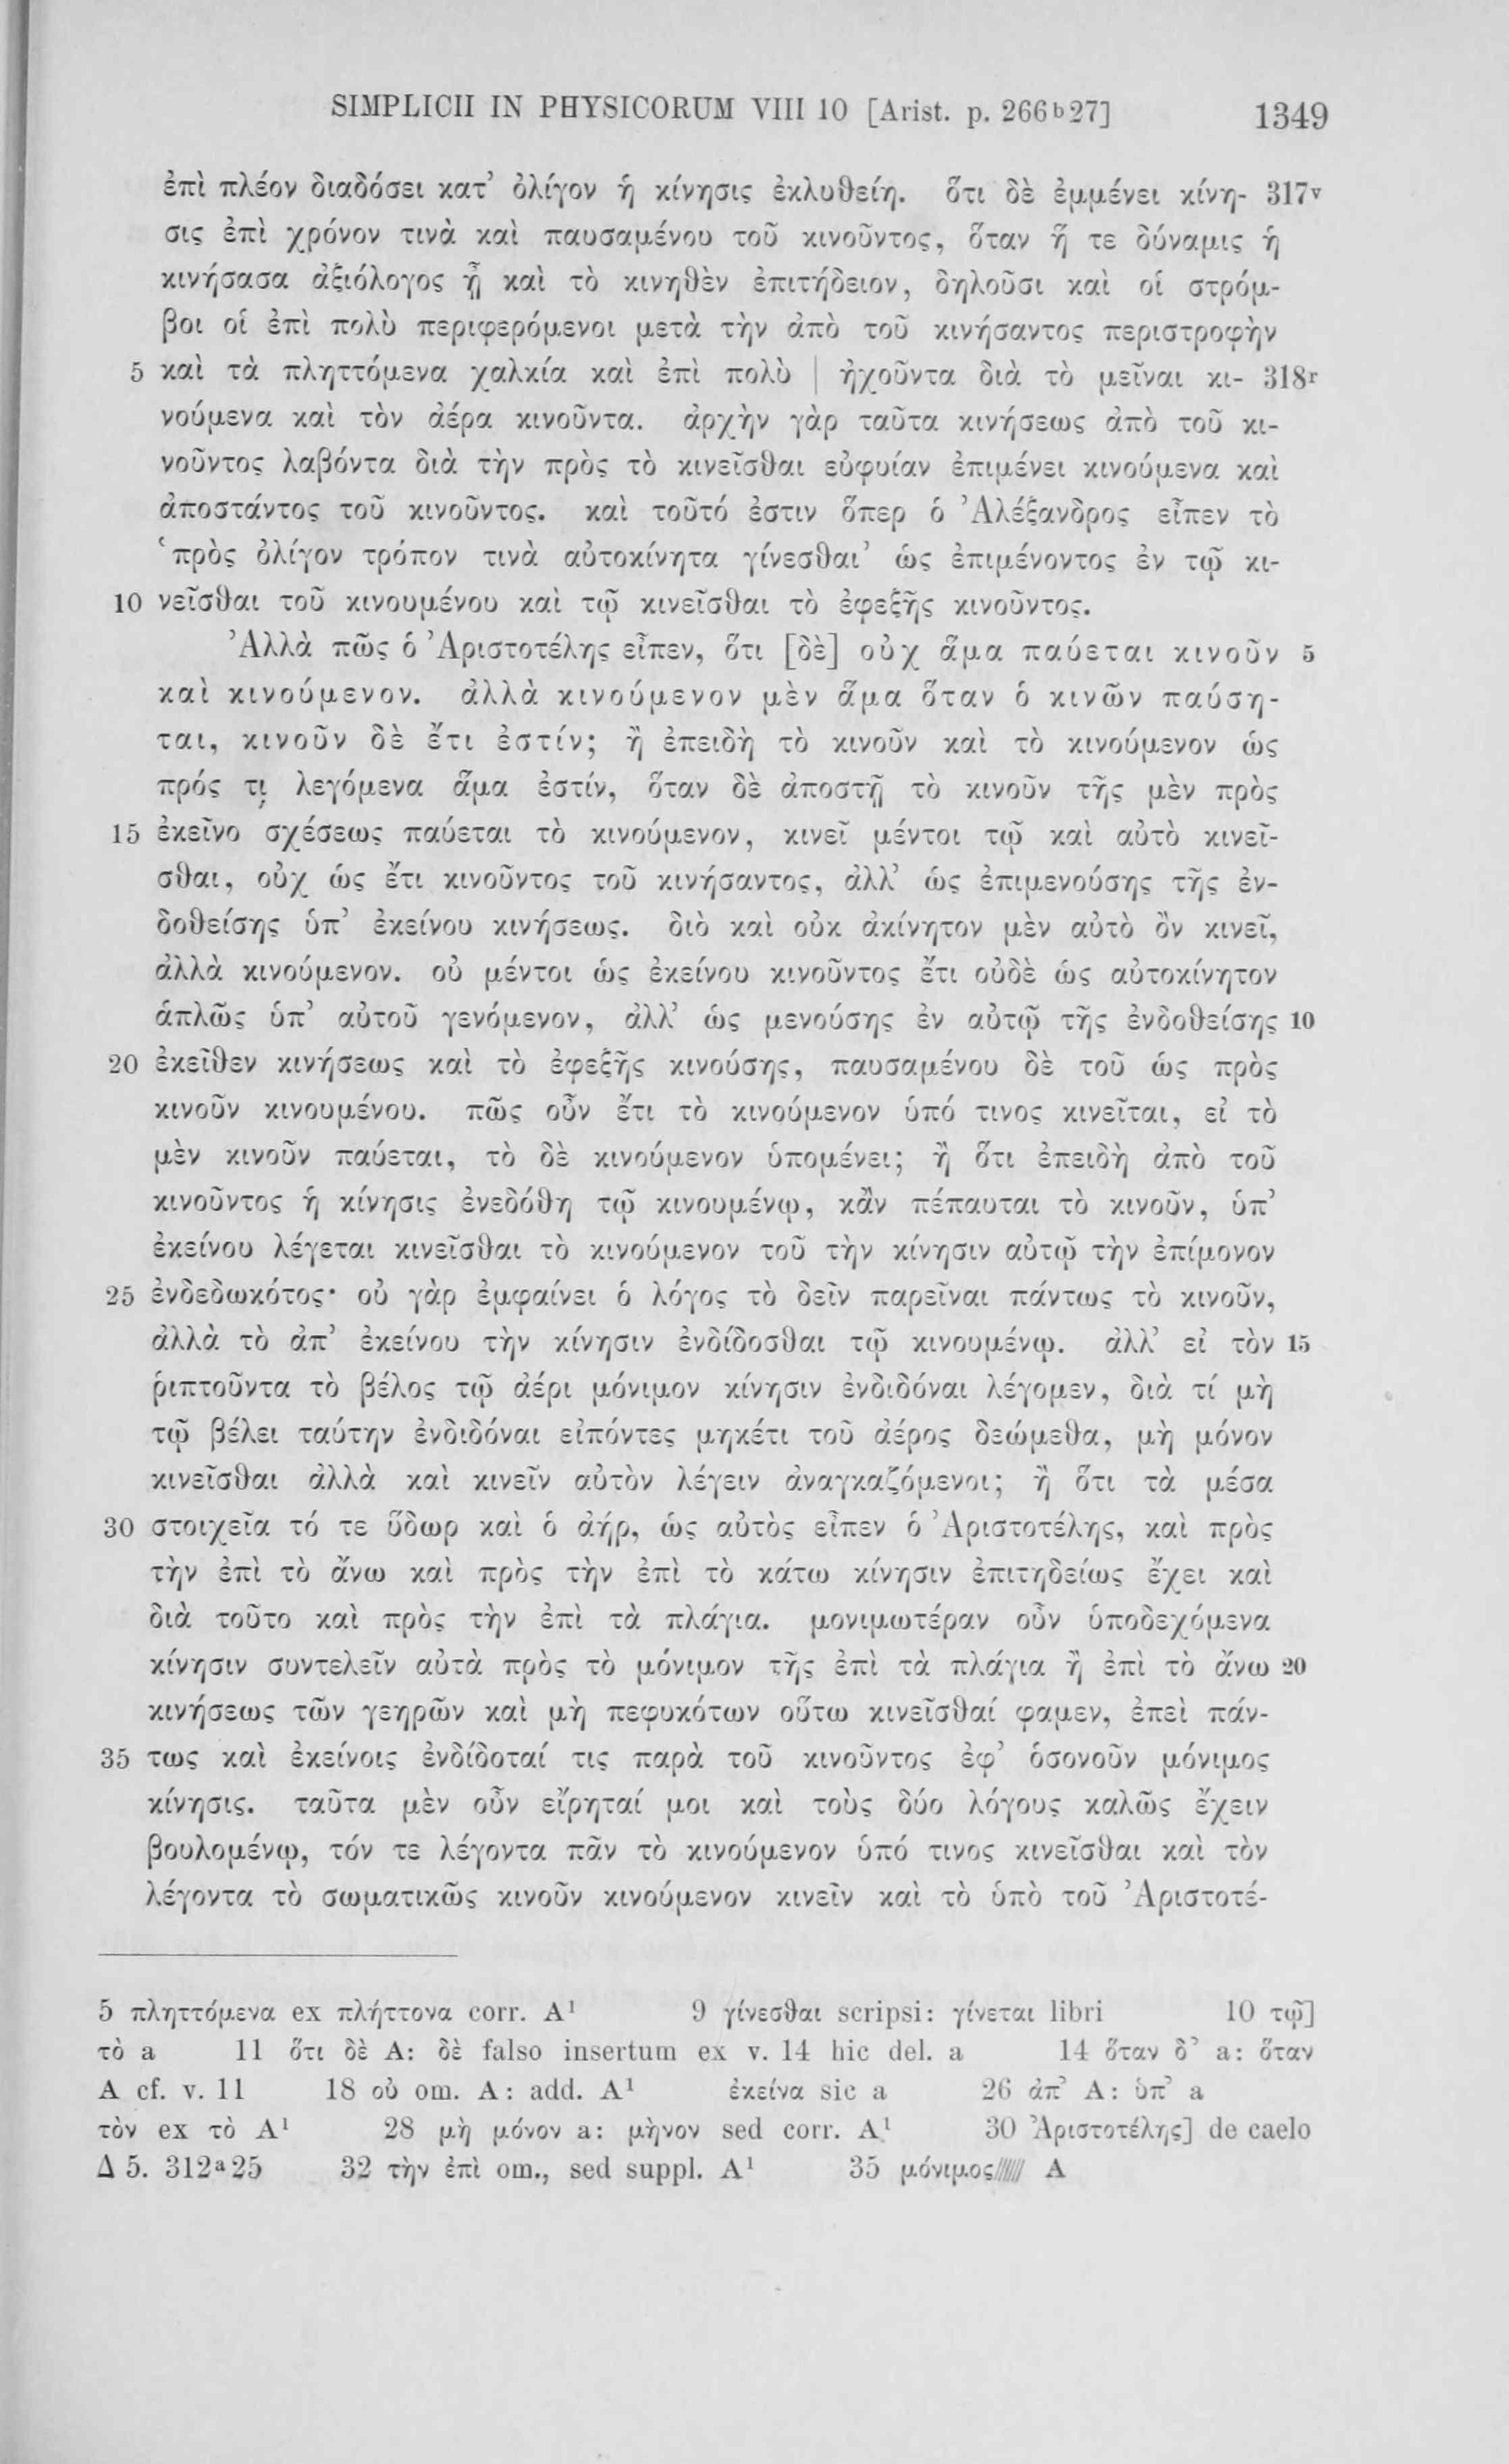 SIMPLICII IN PHYSICORUM VIII 10 [Arist. p. 266ᵇ27] 1349
ἐπὶ πλέον διαδόσει κατ’ ὀλίγον ἡ κίνησις ἐκλυθείη. ὅτι δὲ ἐμμένει κίνη- 317ᵛ
σις ἐπὶ χρόνον τινὰ καὶ παυσαμένου τοῦ κινοῦντος, ὅταν ἥ τε δύναμις ἡ
κινήσασα ἀξιόλογος ᾖ καὶ τὸ κινηθὲν ἐπιτήδειον, δηλοῦσι καὶ οἱ στρόμ-
βοι οἱ ἐπὶ πολὺ περιφερόμενοι μετὰ τὴν ἀπὸ τοῦ κινήσαντος περιστροφὴν
5 καὶ τὰ πληττόμενα χαλκία καὶ ἐπὶ πολὺ | ἠχοῦντα διὰ τὸ μεῖναι κι- 318ʳ
νούμενα καὶ τὸν ἀέρα κινοῦντα. ἀρχὴν γὰρ ταῦτα κινήσεως ἀπὸ τοῦ κι-
νοῦντος λαβόντα διὰ τὴν πρὸς τὸ κινεῖσθαι εὐφυίαν ἐπιμένει κινούμενα καὶ
ἀποστάντος τοῦ κινοῦντος. καὶ τοῦτό ἐστιν ὅπερ ὁ Ἀλέξανδρος εἶπεν τὸ
‘πρὸς ὀλίγον τρόπον τινὰ αὐτοκίνητα γίνεσθαι’ ὡς ἐπιμένοντος ἐν τῷ κι-
10 νεῖσθαι τοῦ κινουμένου καὶ τῷ κινεῖσθαι τὸ ἐφεξῆς κινοῦντος.
Ἀλλὰ πῶς ὁ Ἀριστοτέλης εἶπεν, ὅτι [δὲ] οὐχ ἅμα παύεται κινοῦν 5
καὶ κινούμενον. ἀλλὰ κινούμενον μὲν ἅμα ὅταν ὁ κινῶν παύση-
ται, κινοῦν δὲ ἔτι ἐστίν; ἢ ἐπειδὴ τὸ κινοῦν καὶ τὸ κινούμενον ὡς
πρός τι λεγόμενα ἅμα ἐστίν, ὅταν δὲ ἀποστῇ τὸ κινοῦν τῆς μὲν πρὸς
15 ἐκεῖνο σχέσεως παύεται τὸ κινούμενον, κινεῖ μέντοι τῷ καὶ αὐτὸ κινεῖ-
σθαι, οὐχ ὡς ἔτι κινοῦντος τοῦ κινήσαντος, ἀλλ’ ὡς ἐπιμενούσης τῆς ἐν-
δοθείσης ὑπ’ ἐκείνου κινήσεως. διὸ καὶ οὐκ ἀκίνητον μὲν αὐτὸ ὂν κινεῖ,
ἀλλὰ κινούμενον. οὐ μέντοι ὡς ἐκείνου κινοῦντος ἔτι οὐδὲ ὡς αὐτοκίνητον
ἁπλῶς ὑπ’ αὐτοῦ γενόμενον, ἀλλ’ ὡς μενούσης ἐν αὐτῷ τῆς ἐνδοθείσης 10
20 ἐκεῖθεν κινήσεως καὶ τὸ ἐφεξῆς κινούσης, παυσαμένου δὲ τοῦ ὡς πρὸς
κινοῦν κινουμένου. πῶς οὖν ἔτι τὸ κινούμενον ὑπό τινος κινεῖται, εἰ τὸ
μὲν κινοῦν παύεται, τὸ δὲ κινούμενον ὑπομένει; ἢ ὅτι ἐπειδὴ ἀπὸ τοῦ
κινοῦντος ἡ κίνησις ἐνεδόθη τῷ κινουμένῳ, κἂν πέπαυται τὸ κινοῦν, ὑπ’
ἐκείνου λέγεται κινεῖσθαι τὸ κινούμενον τοῦ τὴν κίνησιν αὐτῷ τὴν ἐπίμονον
25 ἐνδεδωκότος· οὐ γὰρ ἐμφαίνει ὁ λόγος τὸ δεῖν παρεῖναι πάντως τὸ κινοῦν,
ἀλλὰ τὸ ἀπ’ ἐκείνου τὴν κίνησιν ἐνδίδοσθαι τῷ κινουμένῳ. ἀλλ’ εἰ τὸν 15
ῥιπτοῦντα τὸ βέλος τῷ ἀέρι μόνιμον κίνησιν ἐνδιδόναι λέγομεν, διὰ τί μὴ
τῷ βέλει ταύτην ἐνδιδόναι εἰπόντες μηκέτι τοῦ ἀέρος δεώμεθα, μὴ μόνον
κινεῖσθαι ἀλλὰ καὶ κινεῖν αὐτὸν λέγειν ἀναγκαζόμενοι; ἢ ὅτι τὰ μέσα
30 στοιχεῖα τό τε ὕδωρ καὶ ὁ ἀήρ, ὡς αὐτὸς εἶπεν ὁ Ἀριστοτέλης, καὶ πρὸς
τὴν ἐπὶ τὸ ἄνω καὶ πρὸς τὴν ἐπὶ τὸ κάτω κίνησιν ἐπιτηδείως ἔχει καὶ
διὰ τοῦτο καὶ πρὸς τὴν ἐπὶ τὰ πλάγια. μονιμωτέραν οὖν ὑποδεχόμενα
κίνησιν συντελεῖν αὐτὰ πρὸς τὸ μόνιμον τῆς ἐπὶ τὰ πλάγια ἢ ἐπὶ τὸ ἄνω 20
κινήσεως τῶν γεηρῶν καὶ μὴ πεφυκότων οὕτω κινεῖσθαί φαμεν, ἐπεὶ πάν-
35 τως καὶ ἐκείνοις ἐνδίδοταί τις παρὰ τοῦ κινοῦντος ἐφ’ ὁσονοῦν μόνιμος
κίνησις. ταῦτα μὲν οὖν εἴρηταί μοι καὶ τοὺς δύο λόγους καλῶς ἔχειν
βουλομένῳ, τόν τε λέγοντα πᾶν τὸ κινούμενον ὑπό τινος κινεῖσθαι καὶ τὸν
λέγοντα τὸ σωματικῶς κινοῦν κινούμενον κινεῖν καὶ τὸ ὑπὸ τοῦ Ἀριστοτέ-
5 πληττόμενα ex πλήττονα corr. A¹ 9 γίνεσθαι scripsi: γίνεται libri 10 τῷ]
τὸ a 11 ὅτι δὲ A: δὲ falso insertum ex v. 14 hic del. a 14 ὅταν δ’ a: ὅταν
A cf. v. 11 18 οὐ om. A: add. A¹ ἐκείνα sic a 26 ἀπ’ A: ὑπ’ a
τὸν ex τὸ A¹ 28 μὴ μόνον a: μὴνον sed corr. A¹ 30 Ἀριστοτέλης] de caelo
Δ 5. 312ᵃ25 32 τὴν ἐπὶ om., sed suppl. A¹ 35 μόνιμος////// A